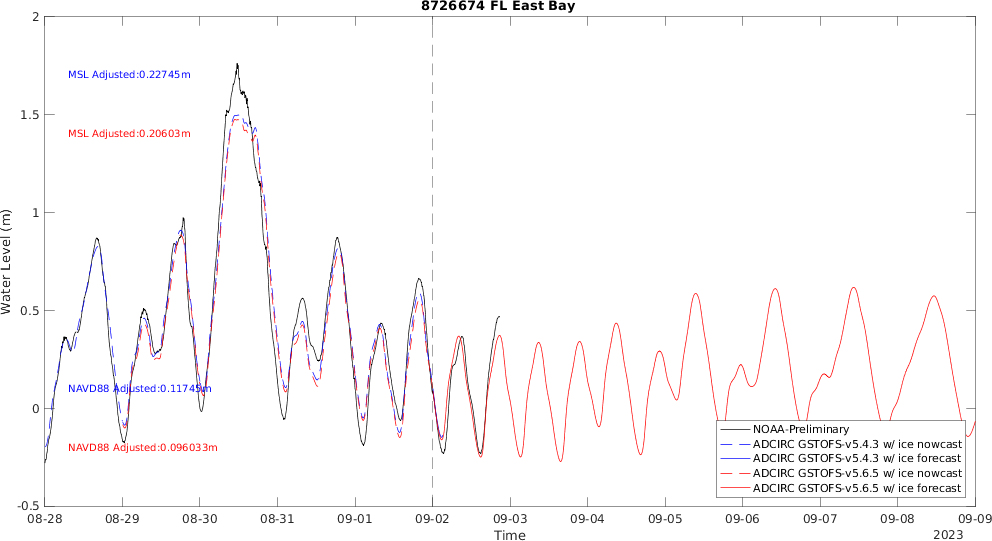 8726674 FL East Bay
Water Level (m)
2
1.5
1
0.5
0
-0.5
MSL Adjusted:0.22745m
MSL Adjusted:0.20603m
NAVD88 Adjusted:0.11745m
NAVD88 Adjusted:0.096033m
NOAA-Preliminary
ADCIRC GSTOFS-v5.4.3 w/ ice nowcast
ADCIRC GSTOFS-v5.4.3 w/ ice forecast
ADCIRC GSTOFS-v5.6.5 w/ ice nowcast
ADCIRC GSTOFS-v5.6.5 w/ ice forecast
08-28 08-29 08-30 08-31 09-01 09-02 09-03 09-04 09-05 09-06 09-07 09-08 09-09
Time
2023